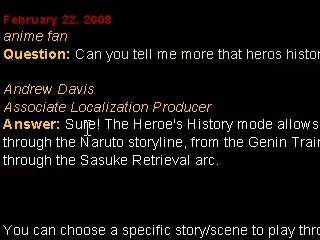 February 22. 2008
anime fan
Question: Can you tell me more that heros histor
Andrew Davis
Associate Localization Producer
Answer: Sure! The Heroe's History mode allows
through the Naruto storyline, from the Genin Train
through the Sasuke Retrieval arc.
You can choose a specific story/scene to play thro